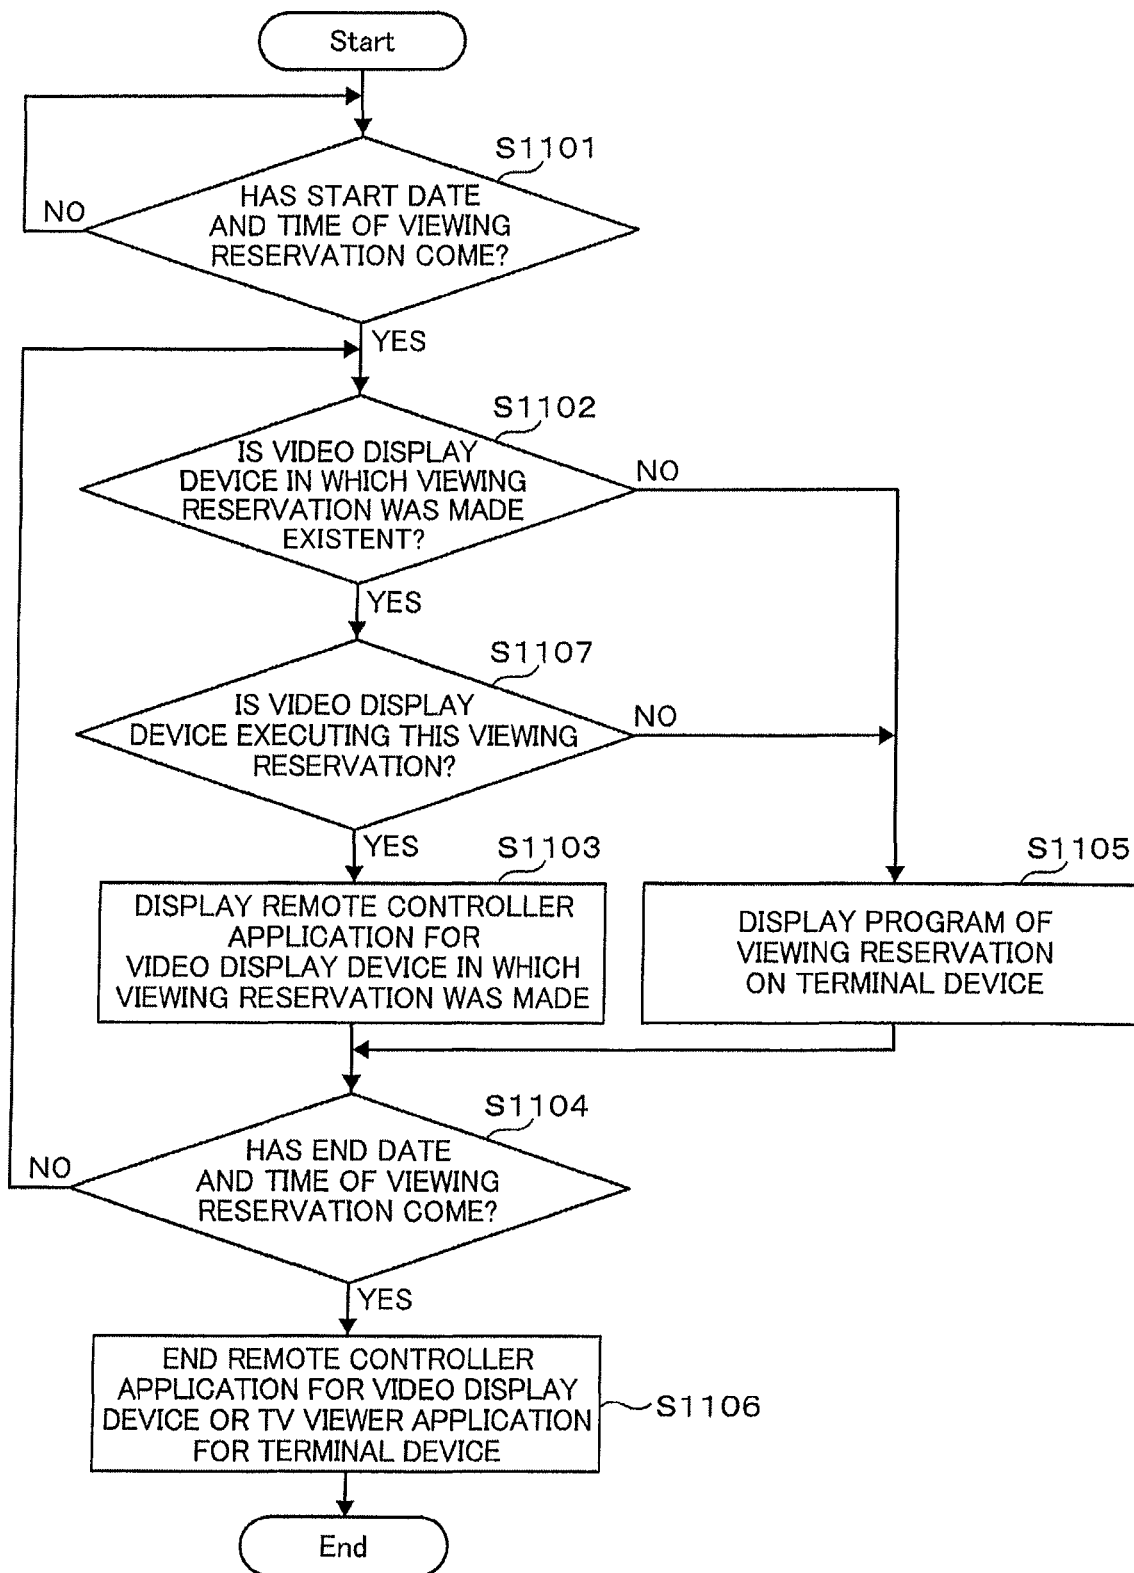 Start
S1101
HAS START DATE
AND TIME OF VIEWING
RESERVATION COME?
NO
YES
S1102
IS VIDEO DISPLAY
DEVICE IN WHICH VIEWING
RESERVATION WAS MADE
EXISTENT?
NO
YES
S1107
IS VIDEO DISPLAY
DEVICE EXECUTING THIS VIEWING
RESERVATION?
NO
YES
S1103
DISPLAY REMOTE CONTROLLER
APPLICATION FOR
VIDEO DISPLAY DEVICE IN WHICH
VIEWING RESERVATION WAS MADE
S1105
DISPLAY PROGRAM OF
VIEWING RESERVATION
ON TERMINAL DEVICE
S1104
HAS END DATE
AND TIME OF VIEWING
RESERVATION COME?
NO
YES
END REMOTE CONTROLLER
APPLICATION FOR VIDEO DISPLAY
DEVICE OR TV VIEWER APPLICATION
FOR TERMINAL DEVICE
S1106
End